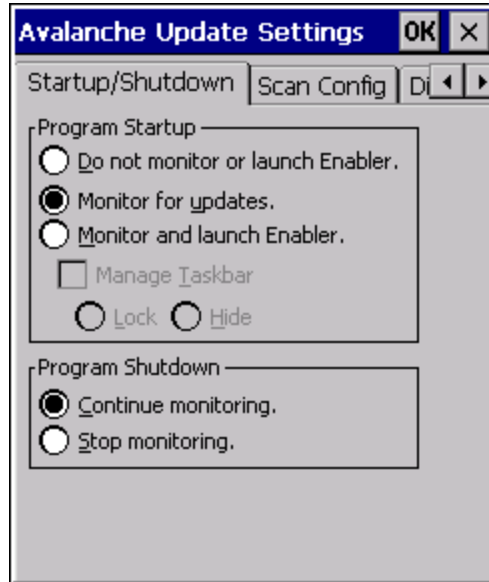 Avalanche Update Settings OK ×
Startup/Shutdown Scan Config Di
Program Startup
Do not monitor or launch Enabler.
Monitor for updates.
Monitor and launch Enabler.
Manage Taskbar
Lock Hide
Program Shutdown
Continue monitoring.
Stop monitoring.